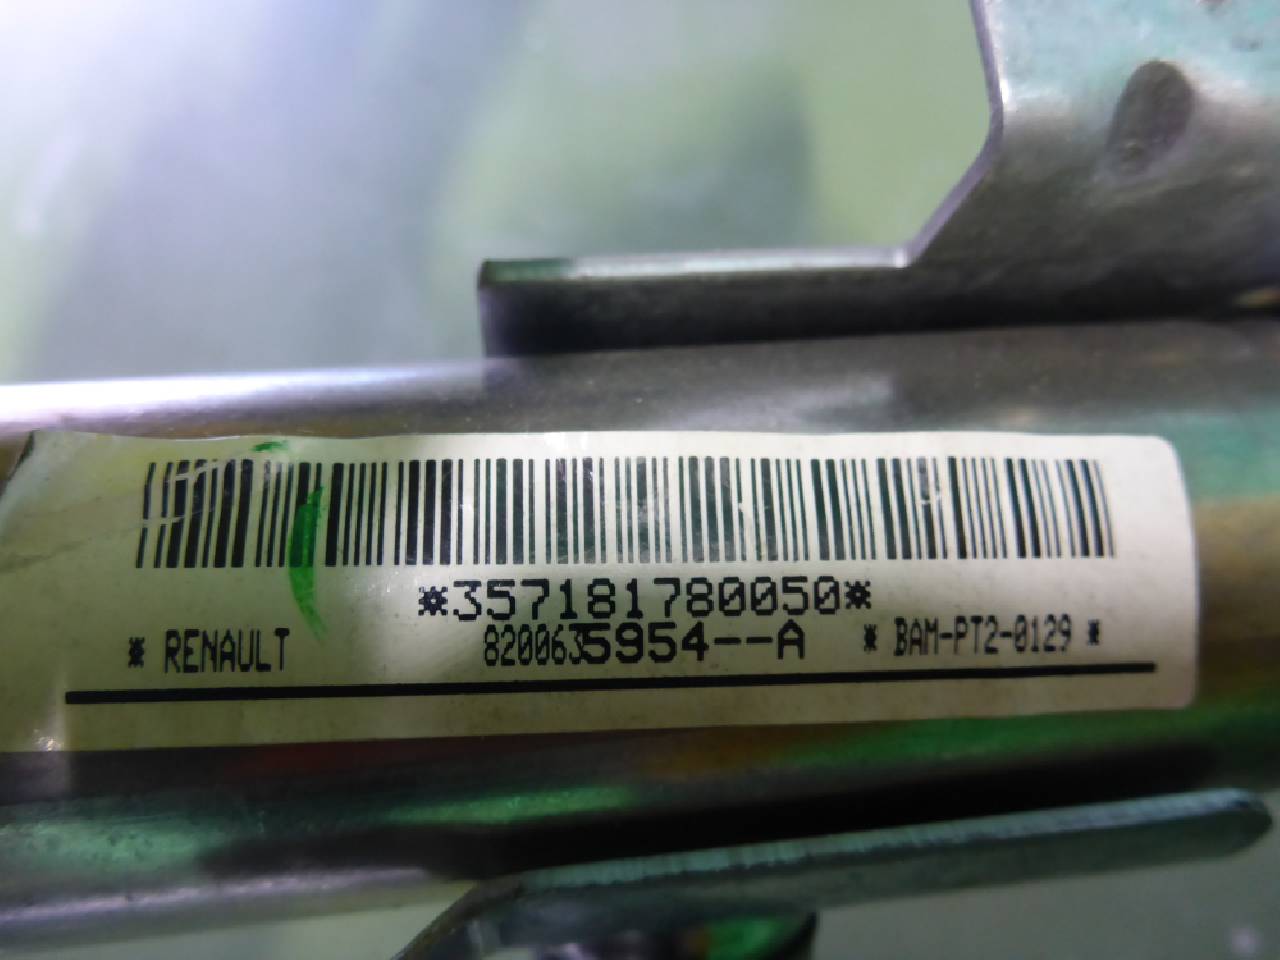 *357181780050*
* RENAULT 8200635954--A * BAM-PT2-0129 *